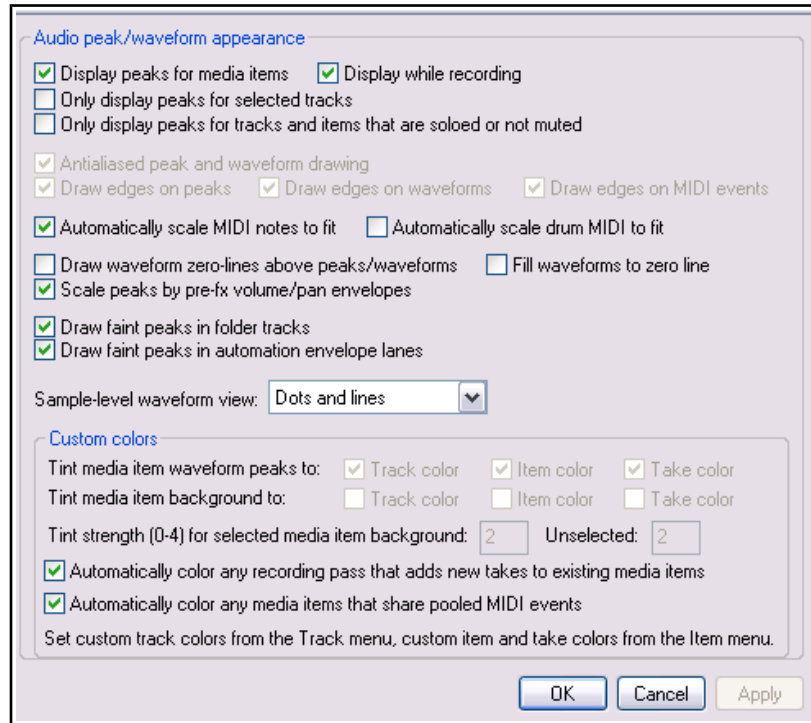 Audio peak/waveform appearance
Display peaks for media items Display while recording
Only display peaks for selected tracks
Only display peaks for tracks and items that are soloed or not muted
Antialiased peak and waveform drawing
Draw edges on peaks Draw edges on waveforms Draw edges on MIDI events
Automatically scale MIDI notes to fit Automatically scale drum MIDI to fit
Draw waveform zero-lines above peaks/waveforms Fill waveforms to zero line
Scale peaks by pre-fx volume/pan envelopes
Draw faint peaks in folder tracks
Draw faint peaks in automation envelope lanes
Sample-level waveform view: Dots and lines
Custom colors
Tint media item waveform peaks to: Track color Item color Take color
Tint media item background to: Track color Item color Take color
Tint strength (0-4) for selected media item background: 2 Unselected: 2
Automatically color any recording pass that adds new takes to existing media items
Automatically color any media items that share pooled MIDI events
Set custom track colors from the Track menu, custom item and take colors from the Item menu.
OK Cancel Apply